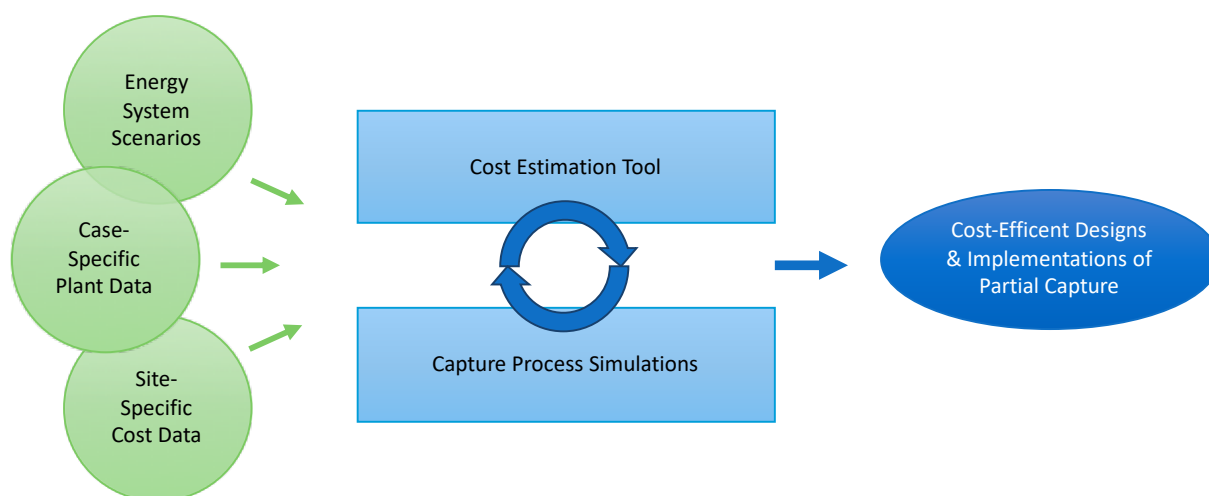 Energy
System
Scenarios
Case-
Specific
Plant Data
Site-
Specific
Cost Data
Cost Estimation Tool
Capture Process Simulations
Cost-Efficent Designs
& Implementations of
Partial Capture